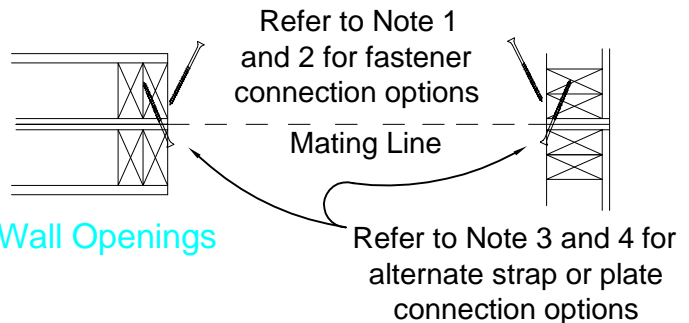 Refer to Note 1
and 2 for fastener
connection options
Mating Line
Wall Openings
Refer to Note 3 and 4 for
alternate strap or plate
connection options